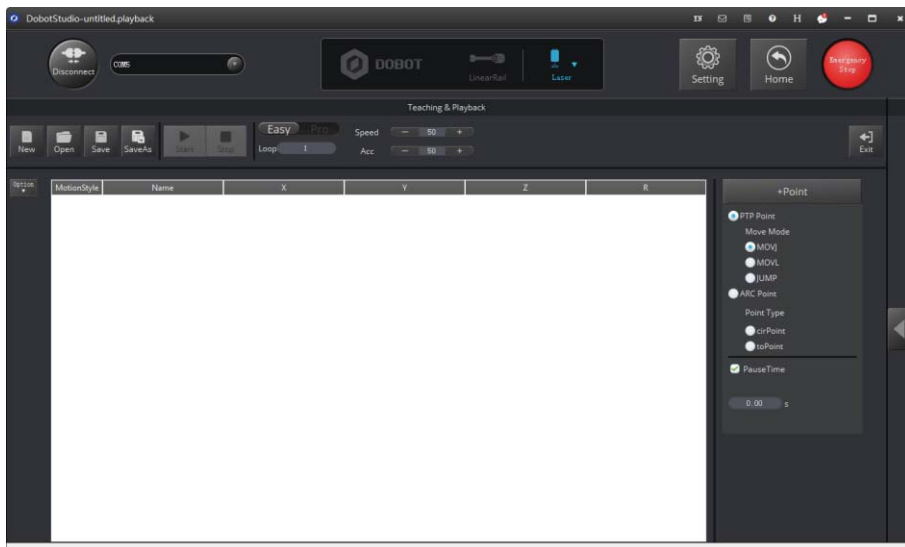 DobotStudio-untitled.playback
H
Disconnect
COM5
DOBOT
LinearRail
Laser
Setting
Home
Emergency Stop
Teaching & Playback
New
Open
Save
SaveAs
Start
Stop
Easy
Pro
Loop
1
Speed
− 50 +
Acc
− 50 +
Exit
Option
MotionStyle
Name
X
Y
Z
R
+Point
PTP Point
Move Mode
MOVJ
MOVL
JUMP
ARC Point
Point Type
cirPoint
toPoint
PauseTime
0.00 s